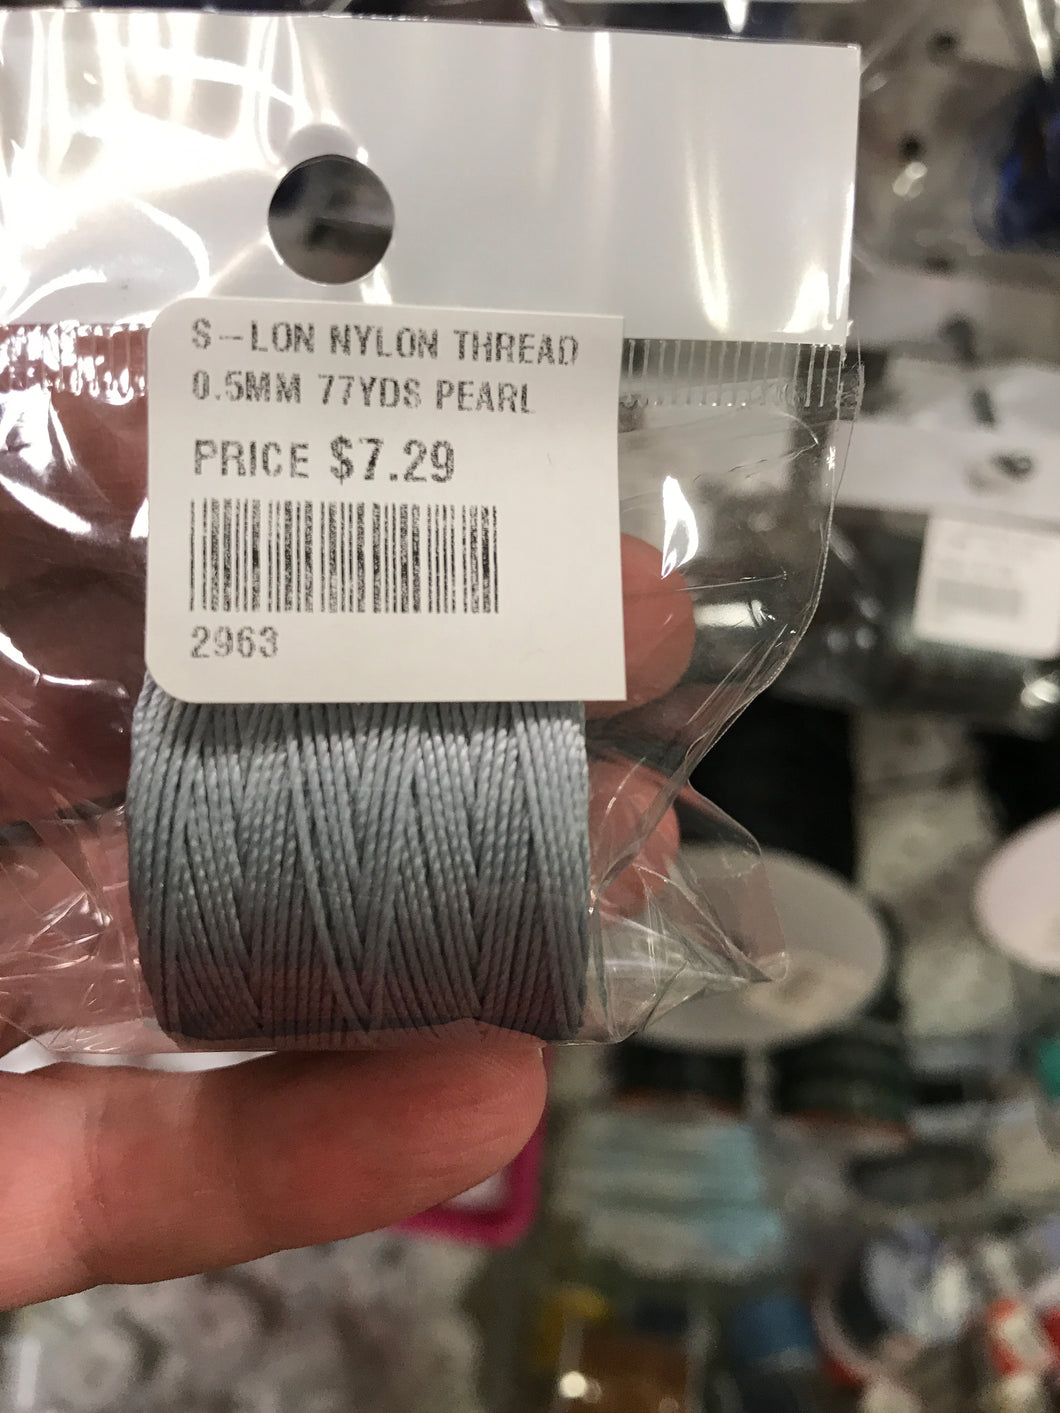 S-LON NYLON THREAD
0.5MM 77YDS PEARL
PRICE $7.29
2963